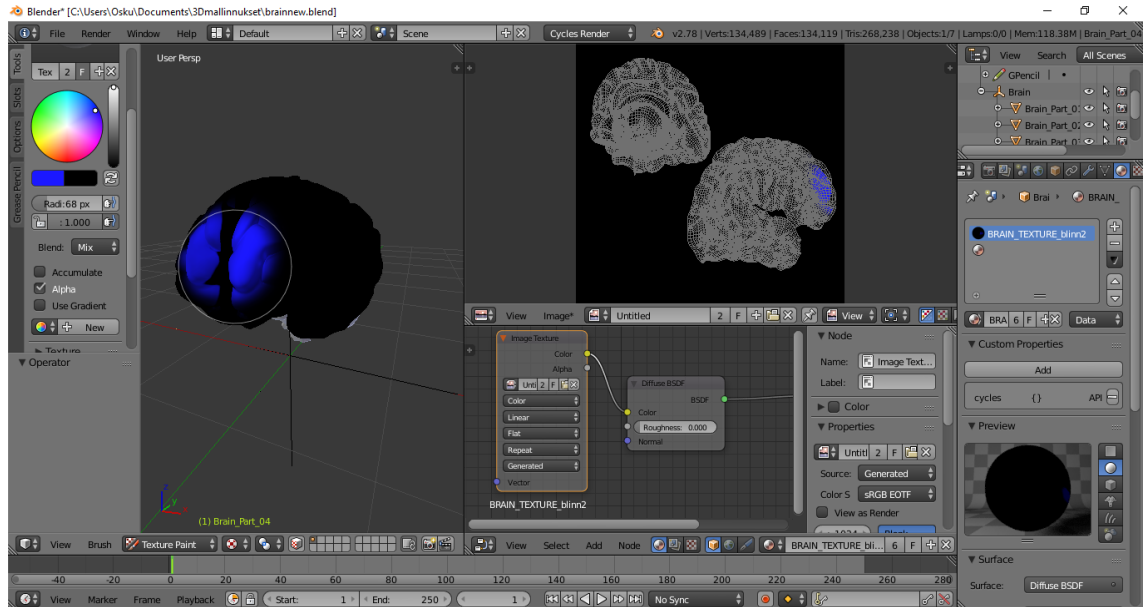 Blender* [C:\Users\Osku\Documents\3Dmallinnukset\brainnew.blend]
File Render Window Help Default Scene Cycles Render v2.78 | Verts:134,489 | Faces:134,119 | Tris:268,238 | Objects:1/7 | Lamps:0/0 | Mem:118.38M | Brain_Part_04
Tools
Slots
Options
Grease Pencil
Tex 2 F
Radi:68 px
: 1.000
Blend: Mix
Accumulate
Alpha
Use Gradient
New
Texture
Operator
User Persp
(1) Brain_Part_04
View Brush Texture Paint
View Image* Untitled 2 F View
Image Texture
Color
Alpha
Unti 2 F
Color
Linear
Flat
Repeat
Generated
Vector
BRAIN_TEXTURE_blinn2
Diffuse BSDF
BSDF
Color
Roughness: 0.000
Normal
Node
Name: Image Text...
Label:
Color
Properties
Untitl 2 F
Source: Generated
Color S sRGB EOTF
View as Render
View Select Add Node BRAIN_TEXTURE_bli... 6 F
View Search All Scenes
GPencil
Brain
Brain_Part_0
Brain_Part_02
Brain_Part_0
Brai BRAIN_
BRAIN_TEXTURE_blinn2
BRA 6 F Data
Custom Properties
Add
cycles {} API
Preview
Surface
Surface: Diffuse BSDF
-40 -20 0 20 40 60 80 100 120 140 160 180 200 220 240 260 280
View Marker Frame Playback Start: 1 End: 250 1 No Sync